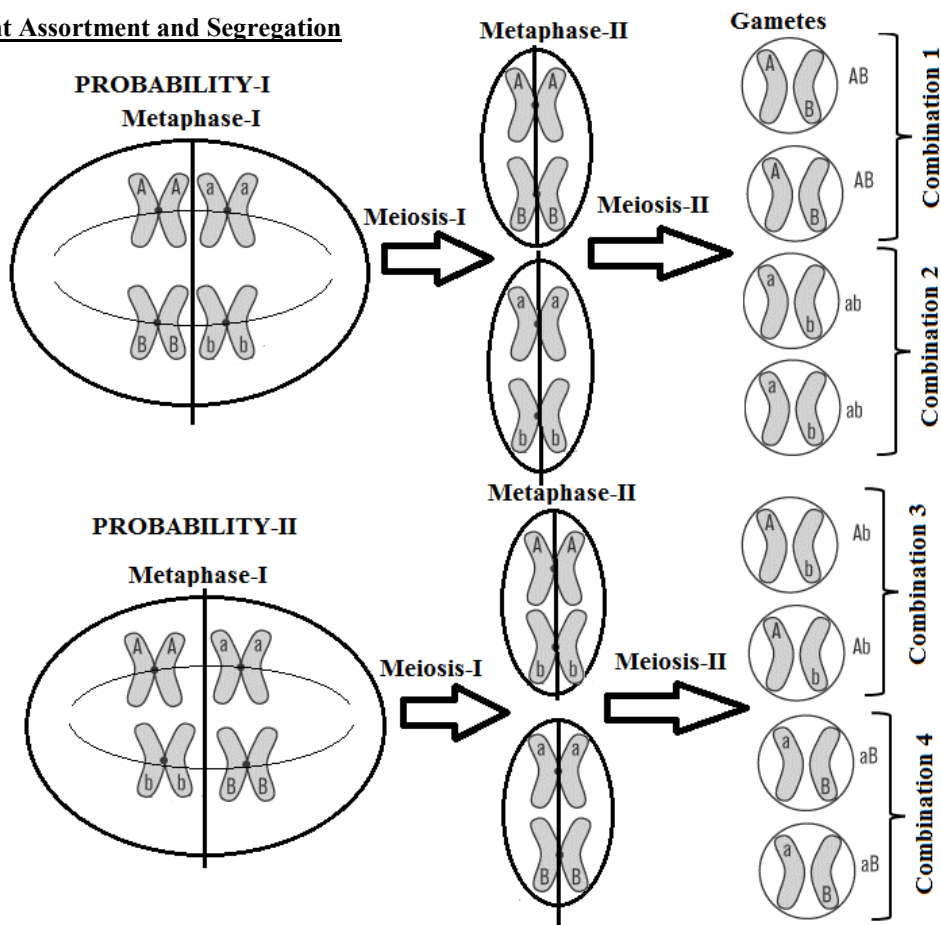 nt Assortment and Segregation
PROBABILITY-I
Metaphase-I
A A a a
B B b b
Meiosis-I
Metaphase-II
A A
B B
a a
b b
Meiosis-II
Gametes
A B AB
A B AB
a b ab
a b ab
Combination 1
Combination 2
PROBABILITY-II
Metaphase-I
A A a a
b b B B
Meiosis-I
Metaphase-II
A A
b b
a a
B B
Meiosis-II
A b Ab
A b Ab
a B aB
a B aB
Combination 3
Combination 4